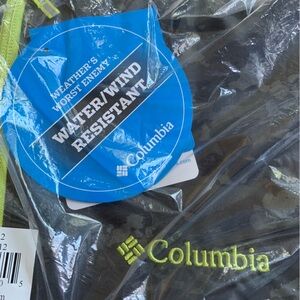 WEATHER'S
WORST ENEMY
WATER/WIND
RESISTANT
Columbia
Columbia